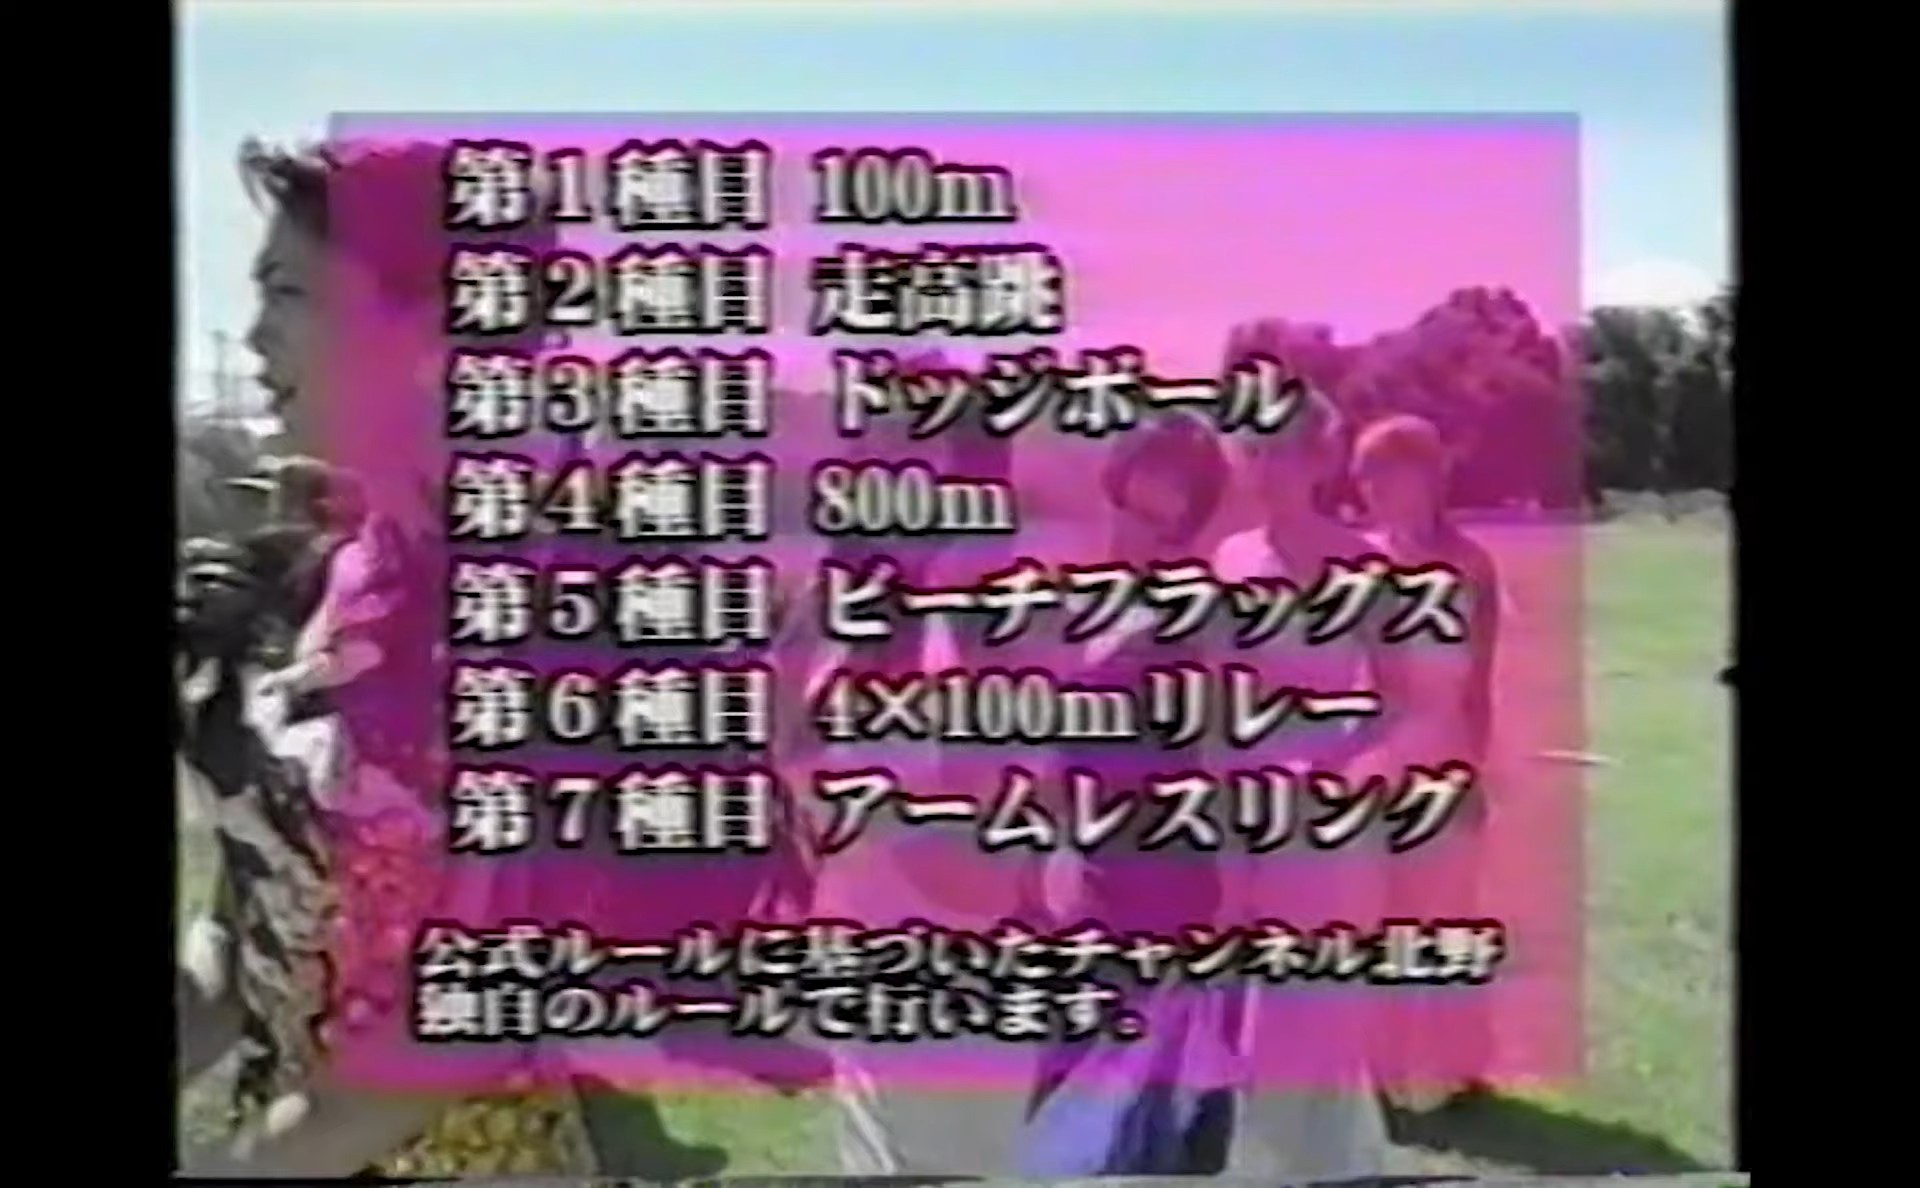 第1種目 100m
第2種目 走高跳
第3種目 ドッジボール
第4種目 800m
第5種目 ビーチフラッグス
第6種目 4×100mリレー
第7種目 アームレスリング
公式ルールに基づいたチャンネル北野
独自のルールで行います。